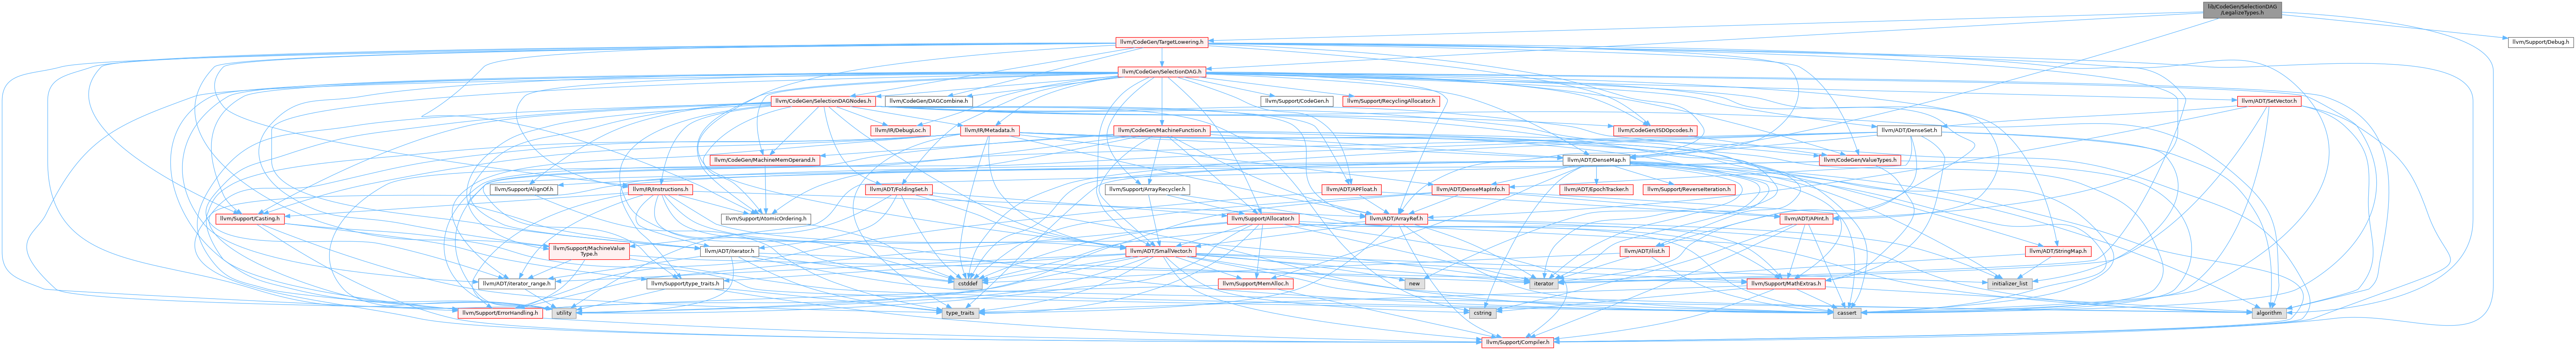 lib/CodeGen/SelectionDAG
/LegalizeTypes.h
llvm/CodeGen/TargetLowering.h
llvm/Support/Debug.h
llvm/CodeGen/SelectionDAG.h
llvm/CodeGen/SelectionDAGNodes.h
llvm/CodeGen/DAGCombine.h
llvm/Support/CodeGen.h
llvm/Support/RecyclingAllocator.h
llvm/ADT/SetVector.h
llvm/IR/DebugLoc.h
llvm/IR/Metadata.h
llvm/CodeGen/MachineFunction.h
llvm/CodeGen/ISDOpcodes.h
llvm/ADT/DenseSet.h
llvm/CodeGen/MachineMemOperand.h
llvm/ADT/DenseMap.h
llvm/CodeGen/ValueTypes.h
llvm/Support/AlignOf.h
llvm/IR/Instructions.h
llvm/ADT/FoldingSet.h
llvm/Support/ArrayRecycler.h
llvm/ADT/APFloat.h
llvm/ADT/DenseMapInfo.h
llvm/ADT/EpochTracker.h
llvm/Support/ReverseIteration.h
llvm/Support/Casting.h
llvm/Support/AtomicOrdering.h
llvm/Support/Allocator.h
llvm/ADT/ArrayRef.h
llvm/ADT/APInt.h
llvm/Support/MachineValue
Type.h
llvm/ADT/iterator.h
llvm/ADT/SmallVector.h
llvm/ADT/ilist.h
llvm/ADT/StringMap.h
llvm/ADT/iterator_range.h
llvm/Support/type_traits.h
cstddef
llvm/Support/MemAlloc.h
new
iterator
llvm/Support/MathExtras.h
initializer_list
llvm/Support/ErrorHandling.h
utility
type_traits
cstring
cassert
algorithm
llvm/Support/Compiler.h